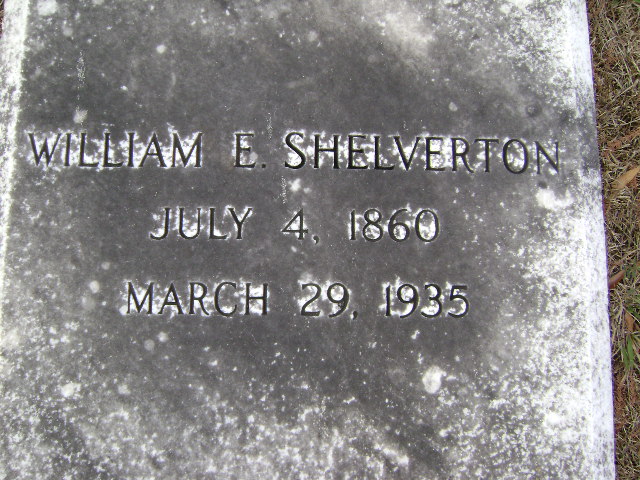 WILLIAM E. SHELVERTON
JULY 4, 1860
MARCH 29, 1935